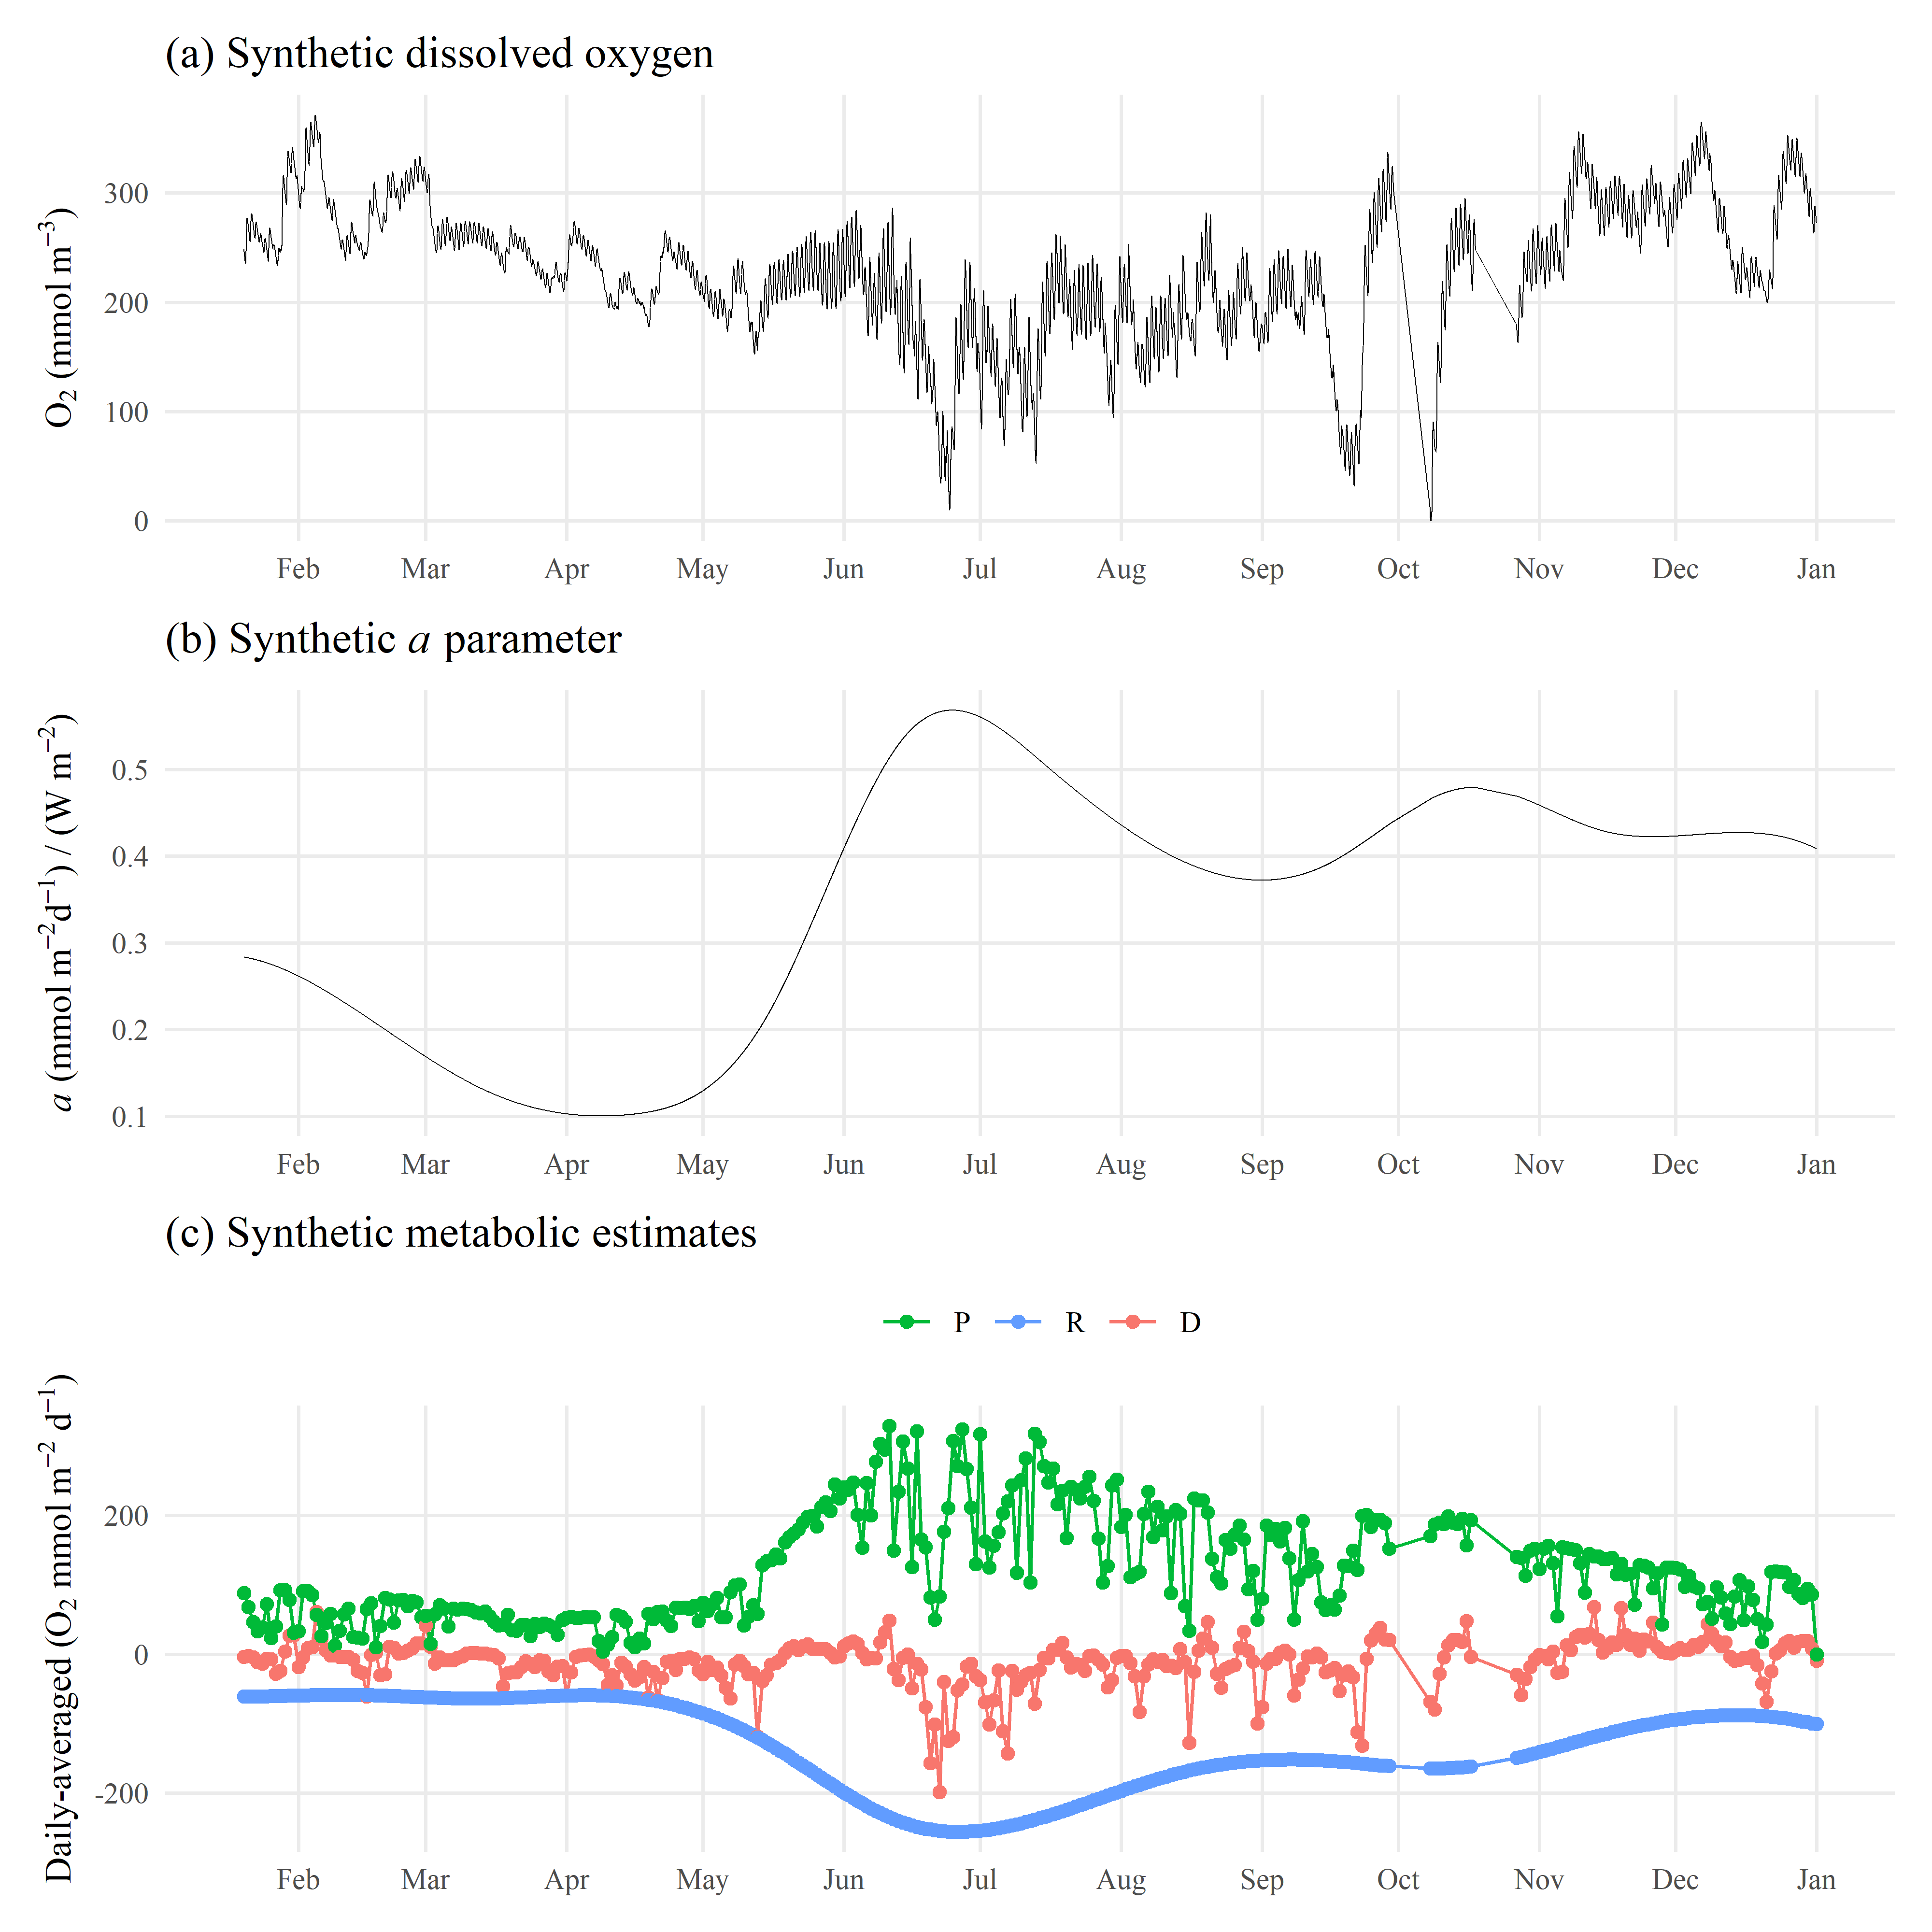 (a) Synthetic dissolved oxygen
O₂ (mmol m⁻³)
300
200
100
0
Feb Mar Apr May Jun Jul Aug Sep Oct Nov Dec Jan
(b) Synthetic a parameter
a (mmol m⁻²d⁻¹) / (W m⁻²)
0.5
0.4
0.3
0.2
0.1
Feb Mar Apr May Jun Jul Aug Sep Oct Nov Dec Jan
(c) Synthetic metabolic estimates
P R D
Daily-averaged (O₂ mmol m⁻² d⁻¹)
200
0
-200
Feb Mar Apr May Jun Jul Aug Sep Oct Nov Dec Jan